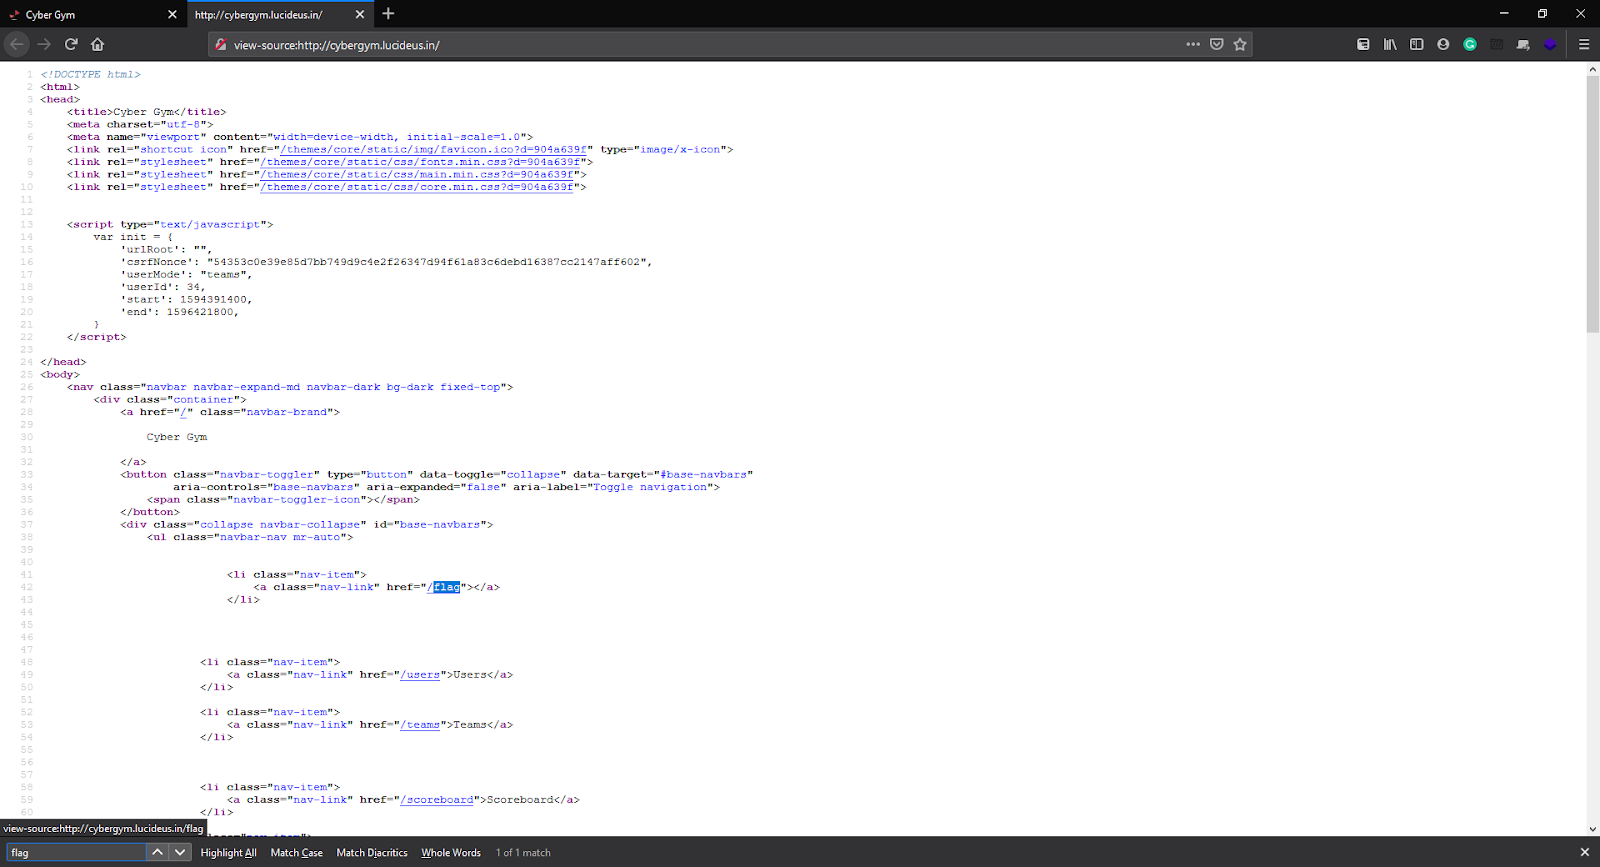 Cyber Gym
http://cybergym.lucideus.in/
view-source:http://cybergym.lucideus.in/
1 <!DOCTYPE html>
2 <html>
3 <head>
4 <title>Cyber Gym</title>
5 <meta charset="utf-8">
6 <meta name="viewport" content="width=device-width, initial-scale=1.0">
7 <link rel="shortcut icon" href="/themes/core/static/img/favicon.ico?d=904a639f" type="image/x-icon">
8 <link rel="stylesheet" href="/themes/core/static/css/fonts.min.css?d=904a639f">
9 <link rel="stylesheet" href="/themes/core/static/css/main.min.css?d=904a639f">
10 <link rel="stylesheet" href="/themes/core/static/css/core.min.css?d=904a639f">
11
12
13 <script type="text/javascript">
14 var init = {
15 'urlRoot': "",
16 'csrfNonce': "54353c0e39e85d7bb749d9c4e2f26347d94f61a83c6debd16387cc2147aff602",
17 'userMode': "teams",
18 'userId': 34,
19 'start': 1594391400,
20 'end': 1596421800,
21 }
22 </script>
23
24 </head>
25 <body>
26 <nav class="navbar navbar-expand-md navbar-dark bg-dark fixed-top">
27 <div class="container">
28 <a href="/" class="navbar-brand">
29
30 Cyber Gym
31
32 </a>
33 <button class="navbar-toggler" type="button" data-toggle="collapse" data-target="#base-navbars"
34 aria-controls="base-navbars" aria-expanded="false" aria-label="Toggle navigation">
35 <span class="navbar-toggler-icon"></span>
36 </button>
37 <div class="collapse navbar-collapse" id="base-navbars">
38 <ul class="navbar-nav mr-auto">
39
40
41 <li class="nav-item">
42 <a class="nav-link" href="/flag"></a>
43 </li>
44
45
46
47
48 <li class="nav-item">
49 <a class="nav-link" href="/users">Users</a>
50 </li>
51
52 <li class="nav-item">
53 <a class="nav-link" href="/teams">Teams</a>
54 </li>
55
56
57
58 <li class="nav-item">
59 <a class="nav-link" href="/scoreboard">Scoreboard</a>
60 </li>
view-source:http://cybergym.lucideus.in/flag
flag Highlight All Match Case Match Diacritics Whole Words 1 of 1 match